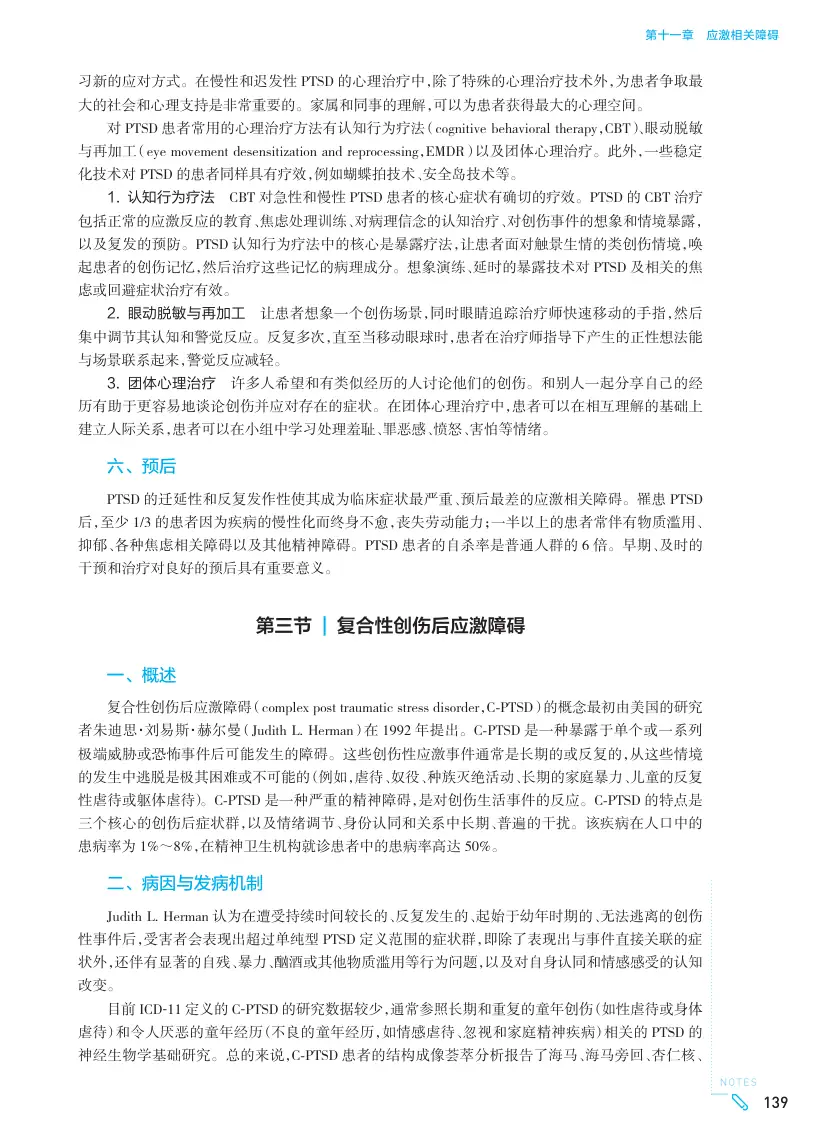 第十一章　应激相关障碍
习新的应对方式。在慢性和迟发性 PTSD 的心理治疗中,除了特殊的心理治疗技术外,为患者争取最
大的社会和心理支持是非常重要的。家属和同事的理解,可以为患者获得最大的心理空间。
对 PTSD 患者常用的心理治疗方法有认知行为疗法(cognitive behavioral therapy,CBT)、眼动脱敏
与再加工(eye movement desensitization and reprocessing,EMDR)以及团体心理治疗。此外,一些稳定
化技术对 PTSD 的患者同样具有疗效,例如蝴蝶拍技术、安全岛技术等。
1. 认知行为疗法　CBT 对急性和慢性 PTSD 患者的核心症状有确切的疗效。PTSD 的 CBT 治疗
包括正常的应激反应的教育、焦虑处理训练、对病理信念的认知治疗、对创伤事件的想象和情境暴露,
以及复发的预防。PTSD 认知行为疗法中的核心是暴露疗法,让患者面对触景生情的类创伤情境,唤
起患者的创伤记忆,然后治疗这些记忆的病理成分。想象演练、延时的暴露技术对 PTSD 及相关的焦
虑或回避症状治疗有效。
2. 眼动脱敏与再加工　让患者想象一个创伤场景,同时眼睛追踪治疗师快速移动的手指,然后
集中调节其认知和警觉反应。反复多次,直至当移动眼球时,患者在治疗师指导下产生的正性想法能
与场景联系起来,警觉反应减轻。
3. 团体心理治疗　许多人希望和有类似经历的人讨论他们的创伤。和别人一起分享自己的经
历有助于更容易地谈论创伤并应对存在的症状。在团体心理治疗中,患者可以在相互理解的基础上
建立人际关系,患者可以在小组中学习处理羞耻、罪恶感、愤怒、害怕等情绪。
六、预后
PTSD 的迁延性和反复发作性使其成为临床症状最严重、预后最差的应激相关障碍。罹患 PTSD
后,至少 1/3 的患者因为疾病的慢性化而终身不愈,丧失劳动能力;一半以上的患者常伴有物质滥用、
抑郁、各种焦虑相关障碍以及其他精神障碍。PTSD 患者的自杀率是普通人群的 6 倍。早期、及时的
干预和治疗对良好的预后具有重要意义。
第三节 | 复合性创伤后应激障碍
一、概述
复合性创伤后应激障碍(complex post traumatic stress disorder,C-PTSD)的概念最初由美国的研究
者朱迪思·刘易斯·赫尔曼(Judith L. Herman)在 1992 年提出。C-PTSD 是一种暴露于单个或一系列
极端威胁或恐怖事件后可能发生的障碍。这些创伤性应激事件通常是长期的或反复的,从这些情境
的发生中逃脱是极其困难或不可能的(例如,虐待、奴役、种族灭绝活动、长期的家庭暴力、儿童的反复
性虐待或躯体虐待)。C-PTSD 是一种严重的精神障碍,是对创伤生活事件的反应。C-PTSD 的特点是
三个核心的创伤后症状群,以及情绪调节、身份认同和关系中长期、普遍的干扰。该疾病在人口中的
患病率为 1%~8%,在精神卫生机构就诊患者中的患病率高达 50%。
二、病因与发病机制
Judith L. Herman 认为在遭受持续时间较长的、反复发生的、起始于幼年时期的、无法逃离的创伤
性事件后,受害者会表现出超过单纯型 PTSD 定义范围的症状群,即除了表现出与事件直接关联的症
状外,还伴有显著的自残、暴力、酗酒或其他物质滥用等行为问题,以及对自身认同和情感感受的认知
改变。
目前 ICD-11 定义的 C-PTSD 的研究数据较少,通常参照长期和重复的童年创伤(如性虐待或身体
虐待)和令人厌恶的童年经历(不良的童年经历,如情感虐待、忽视和家庭精神疾病)相关的 PTSD 的
神经生物学基础研究。总的来说,C-PTSD 患者的结构成像荟萃分析报告了海马、海马旁回、杏仁核、
NOTES
139